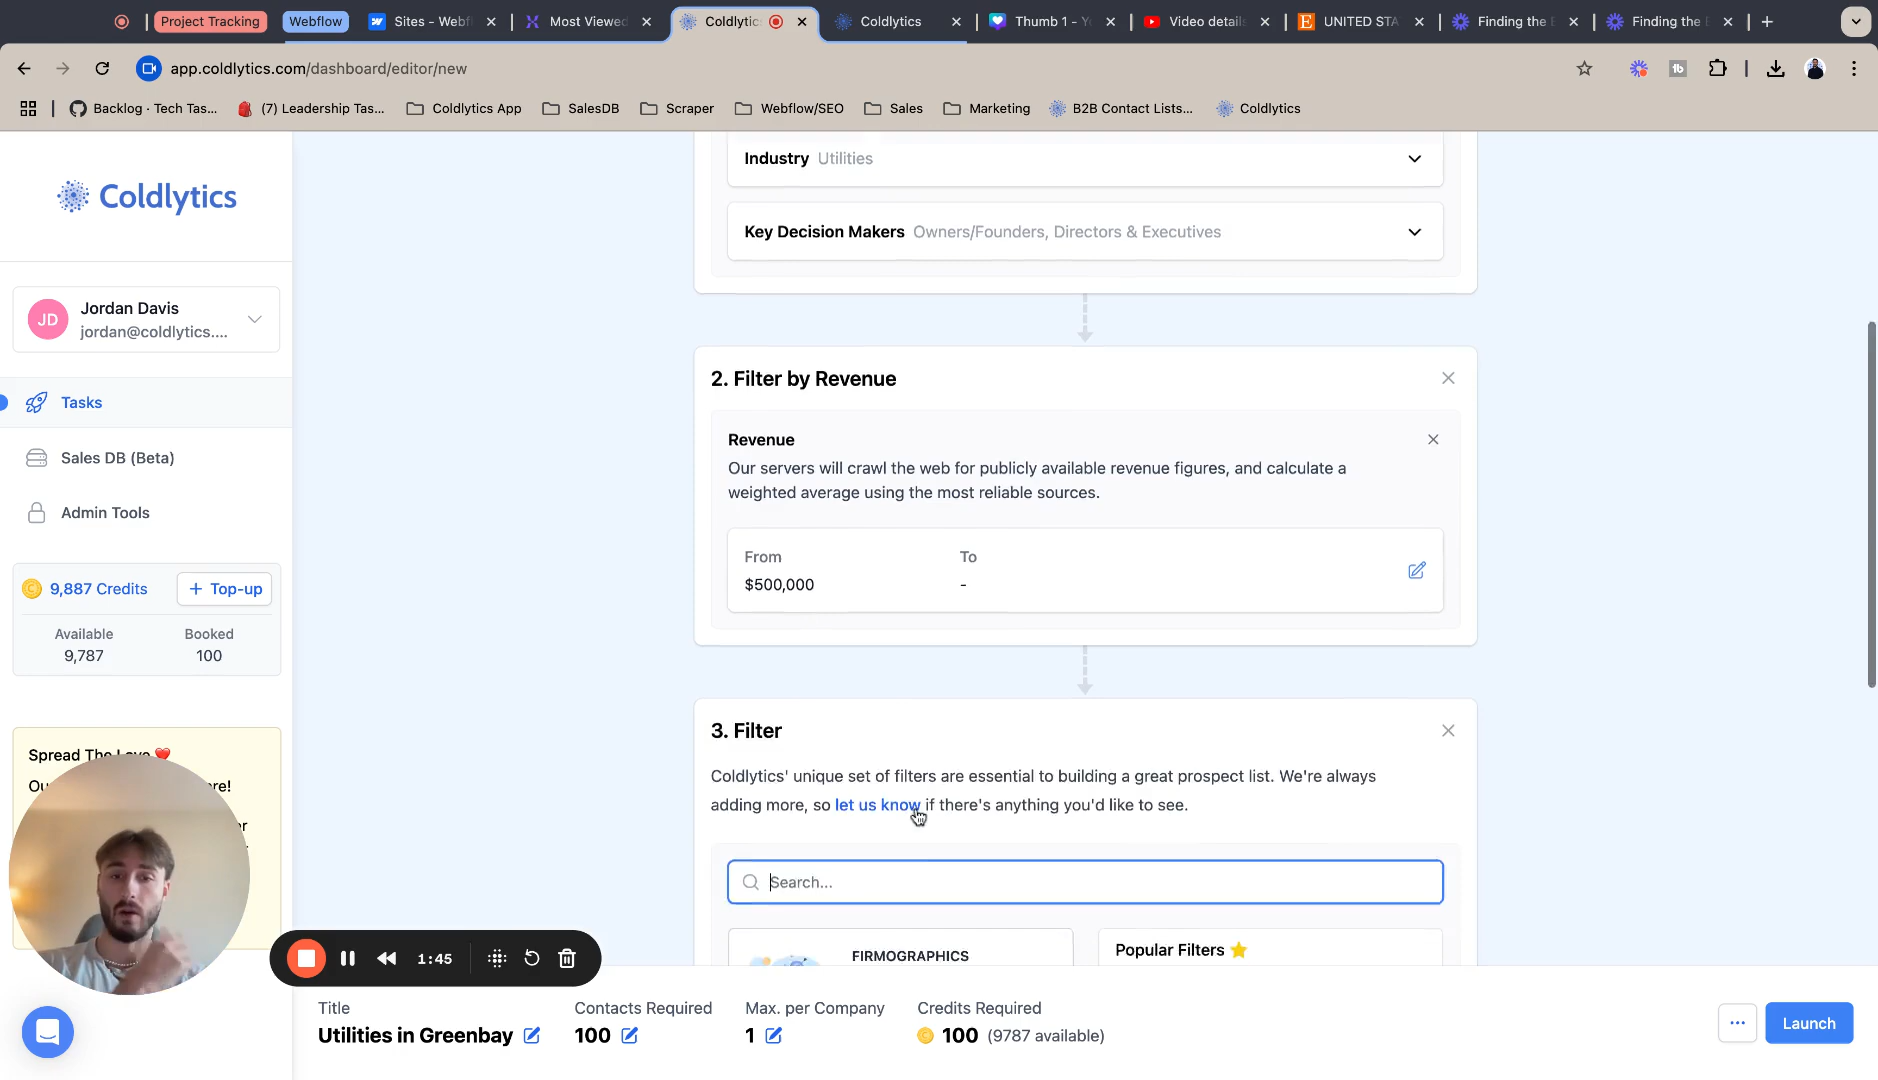 Project Tracking
Webflow
Sites - Webf
Most Viewed
Coldlytic
Coldlytics
Thumb 1 - Y
Video details
UNITED STA
Finding the
Finding the
app.coldlytics.com/dashboard/editor/new
Backlog · Tech Tas...
(7) Leadership Tas...
Coldlytics App
SalesDB
Scraper
Webflow/SEO
Sales
Marketing
B2B Contact Lists...
Coldlytics
Coldlytics
JD
Jordan Davis
jordan@coldlytics....
Tasks
Sales DB (Beta)
Admin Tools
9,887 Credits
+ Top-up
Available
9,787
Booked
100
Spread The Love
Industry Utilities
Key Decision Makers Owners/Founders, Directors & Executives
2. Filter by Revenue
Revenue
Our servers will crawl the web for publicly available revenue figures, and calculate a
weighted average using the most reliable sources.
From
$500,000
To
-
3. Filter
Coldlytics' unique set of filters are essential to building a great prospect list. We're always
adding more, so let us know if there's anything you'd like to see.
Search...
FIRMOGRAPHICS
Popular Filters
1:45
Title
Utilities in Greenbay
Contacts Required
100
Max. per Company
1
Credits Required
100 (9787 available)
Launch